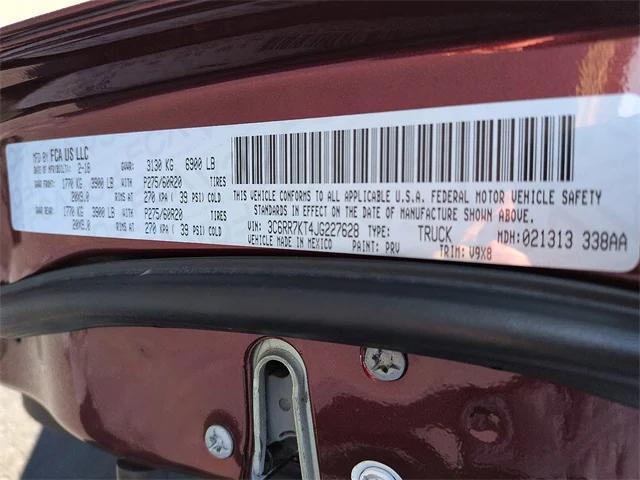 MFD BY FCA US LLC
DATE OF MFR(BUILT): 2-18 GVWR: 3130 KG 6900 LB
GAWR FRONT: 1770 KG 3900 LB WITH P275/60R20 TIRES
20X9.0 RIMS AT 270 KPA ( 39 PSI) COLD
GAWR REAR: 1770 KG 3900 LB WITH P275/60R20 TIRES
20X9.0 RIMS AT 270 KPA ( 39 PSI) COLD
THIS VEHICLE CONFORMS TO ALL APPLICABLE U.S.A. FEDERAL MOTOR VEHICLE SAFETY
STANDARDS IN EFFECT ON THE DATE OF MANUFACTURE SHOWN ABOVE.
VIN: 3C6RR7KT4JG227628 TYPE: TRUCK MDH: 021313 338AA
VEHICLE MADE IN MEXICO PAINT: PRV TRIM: V9X8